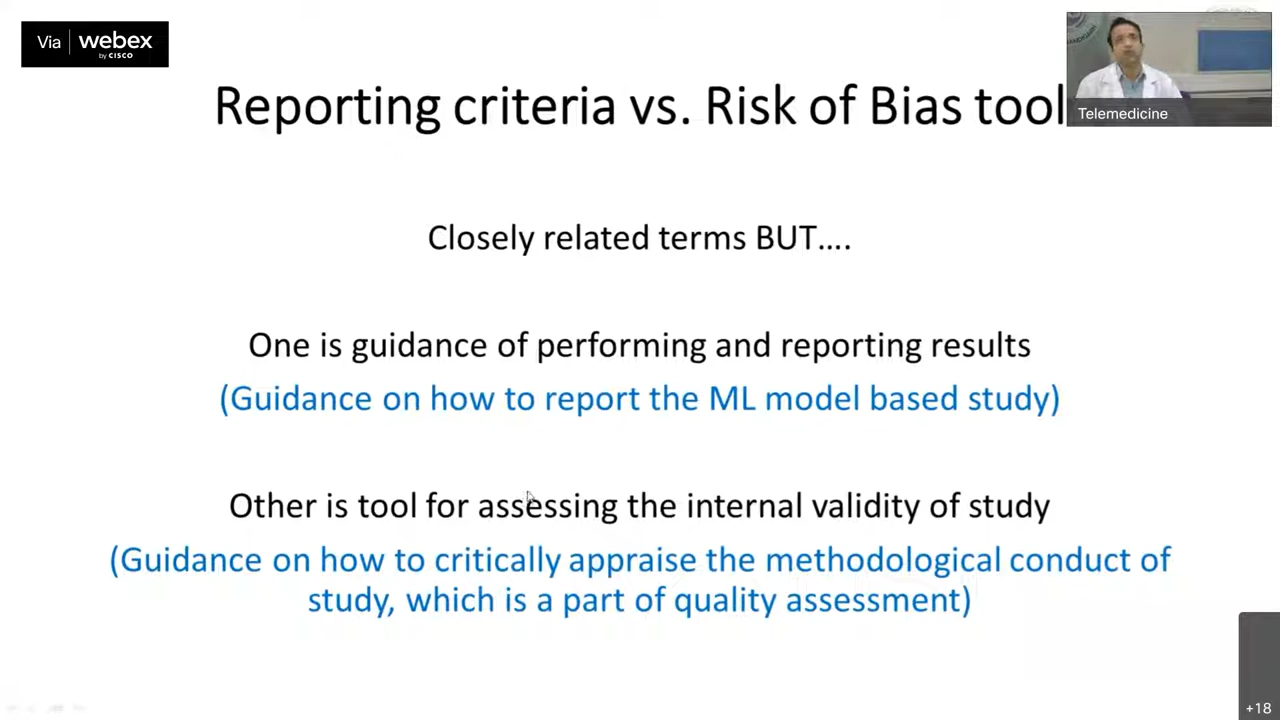 Via webex
by CISCO
Telemedicine
Reporting criteria vs. Risk of Bias tool
Closely related terms BUT....
One is guidance of performing and reporting results
(Guidance on how to report the ML model based study)
Other is tool for assessing the internal validity of study
(Guidance on how to critically appraise the methodological conduct of
study, which is a part of quality assessment)
+18